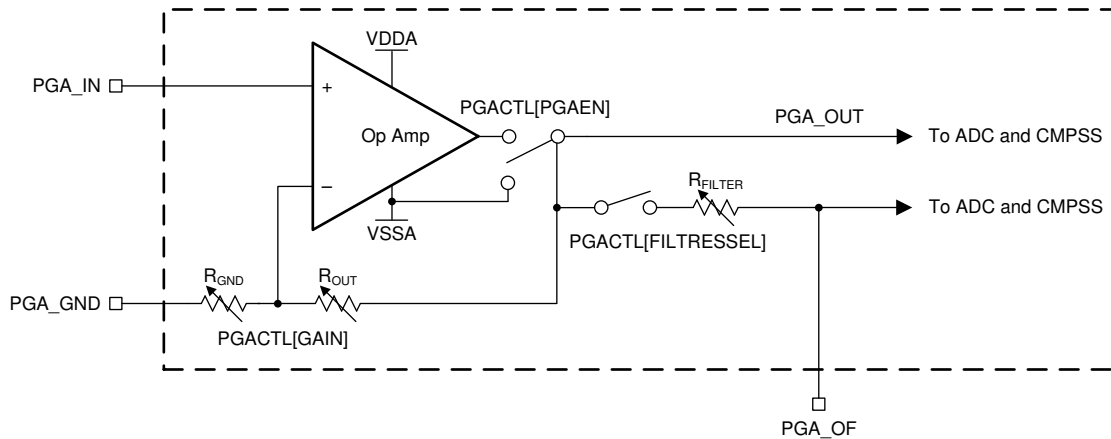 VDDA
PGA_IN
+
PGACTL[PGAEN]
PGA_OUT
Op Amp
To ADC and CMPSS
−
RFILTER
To ADC and CMPSS
VSSA
PGACTL[FILTRESSEL]
RGND
ROUT
PGA_GND
PGACTL[GAIN]
PGA_OF